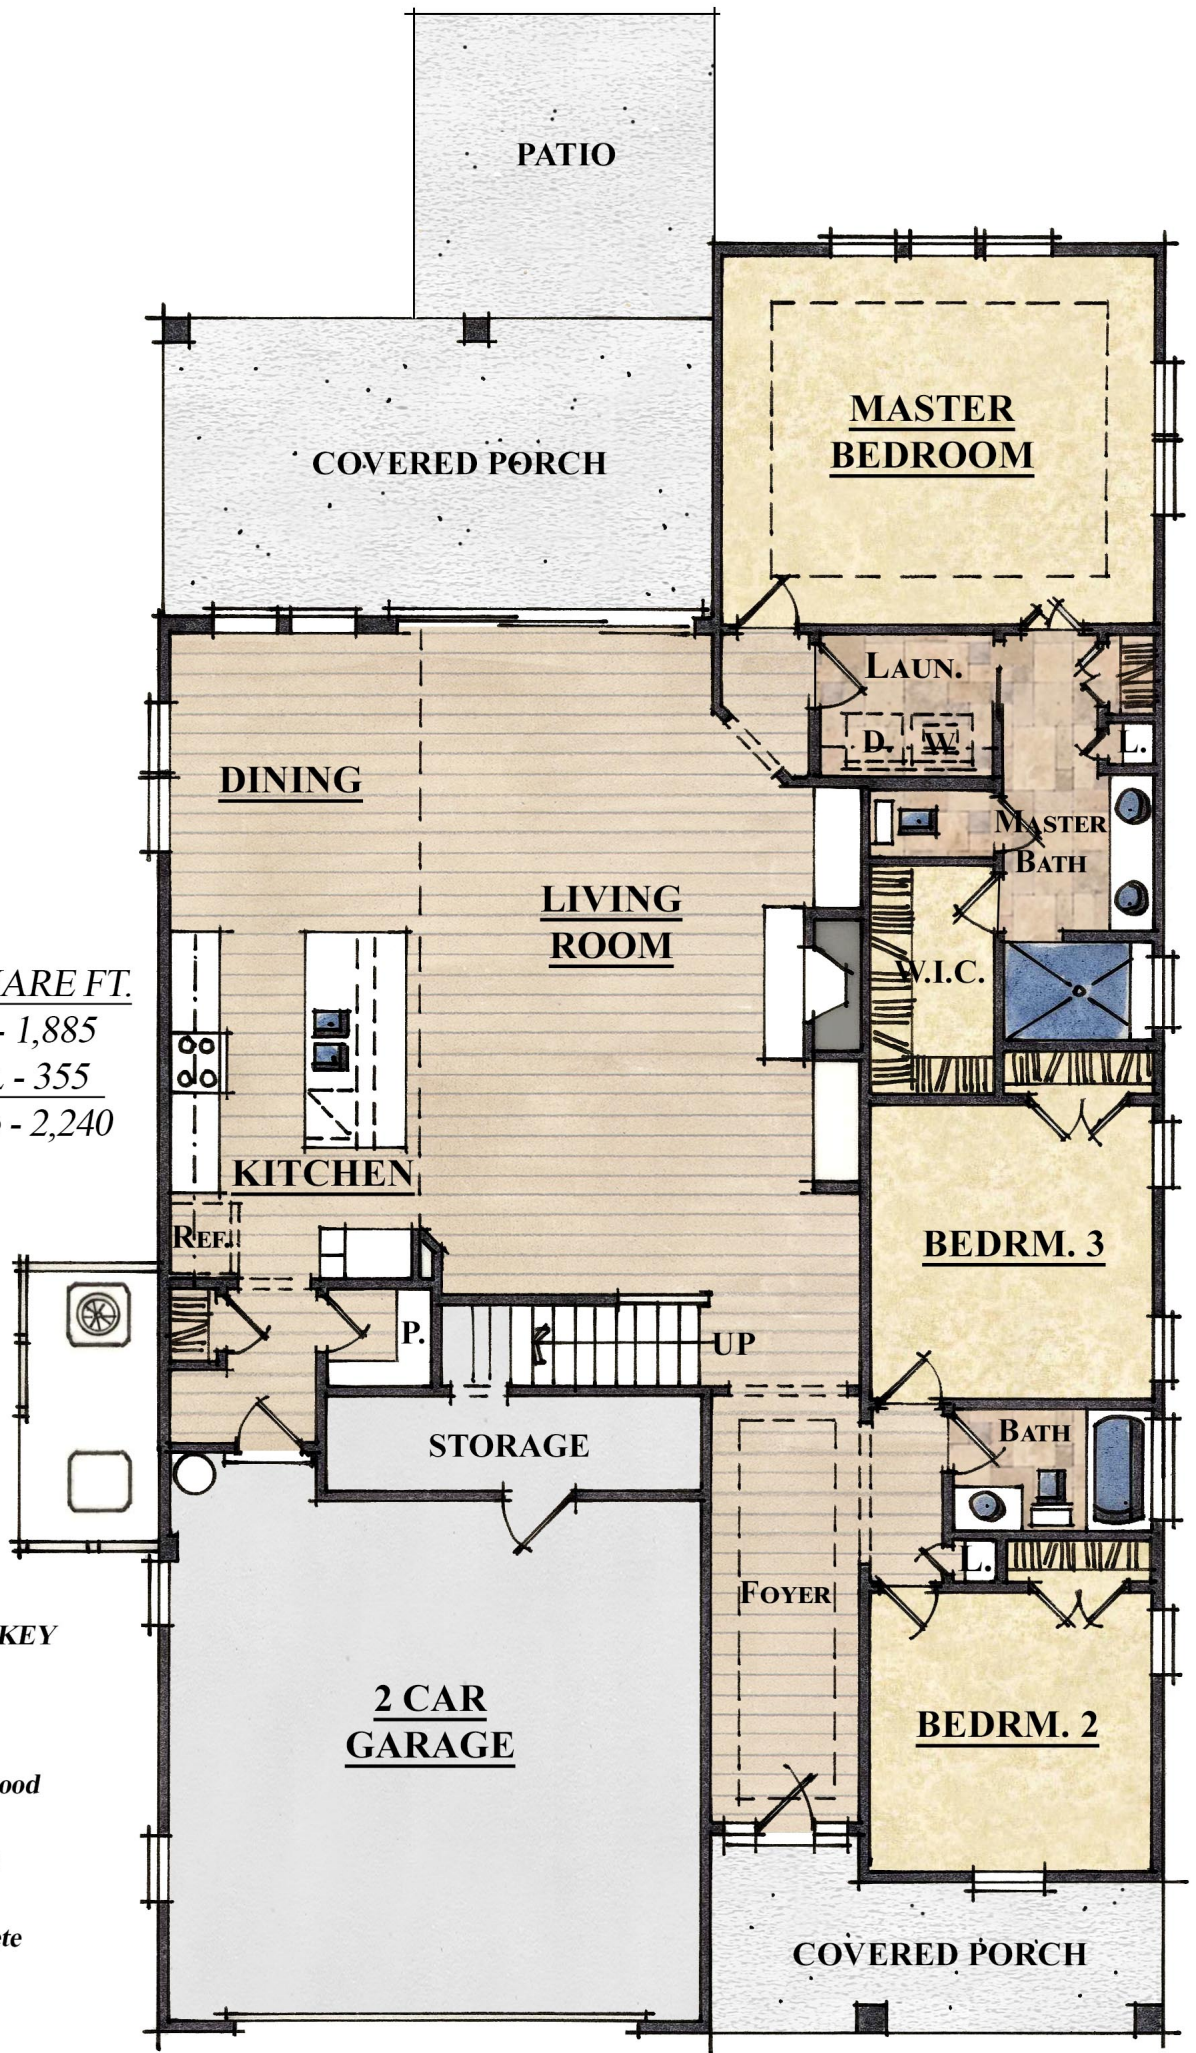 PATIO
MASTER
BEDROOM
COVERED PORCH
LAUN.
D.
W
L.
DINING
MASTER
BATH
LIVING
ROOM
W.I.C.
ARE FT.
- 1,885
- 355
- 2,240
KITCHEN
REF.
BEDRM. 3
P.
UP
BATH
STORAGE
L.
FOYER
KEY
2 CAR
GARAGE
BEDRM. 2
ood
ete
COVERED PORCH